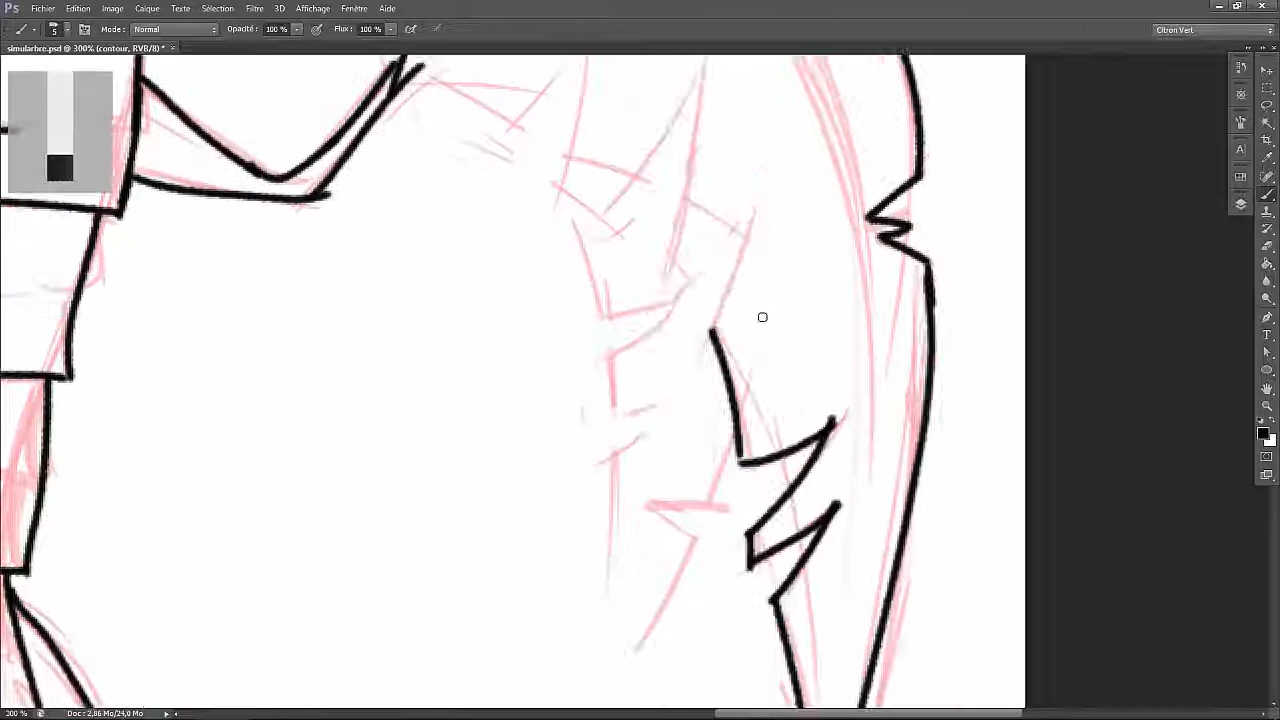 Ps Fichier Edition Image Calque Texte Sélection Filtre 3D Affichage Fenêtre Aide
5 Mode : Normal Opacité : 100 % Flux : 100 % Citron Vert
simularbre.psd @ 300% (contour, RVB/8) * ×
A
T
300 % Doc : 2,86 Mo/24,0 Mo